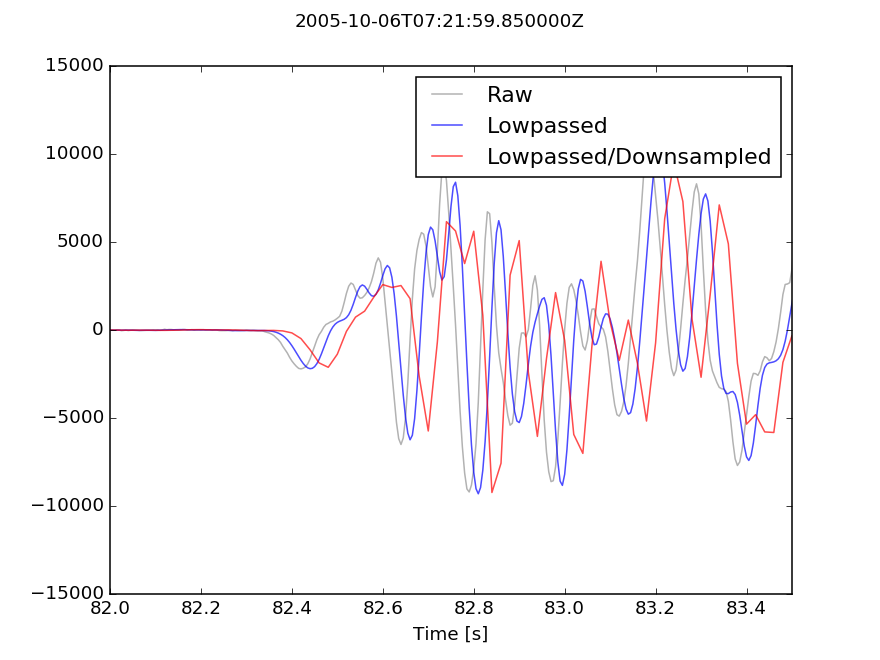 2005-10-06T07:21:59.850000Z
15000
10000
5000
0
−5000
−10000
−15000
Raw
Lowpassed
Lowpassed/Downsampled
82.0 82.2 82.4 82.6 82.8 83.0 83.2 83.4
Time [s]